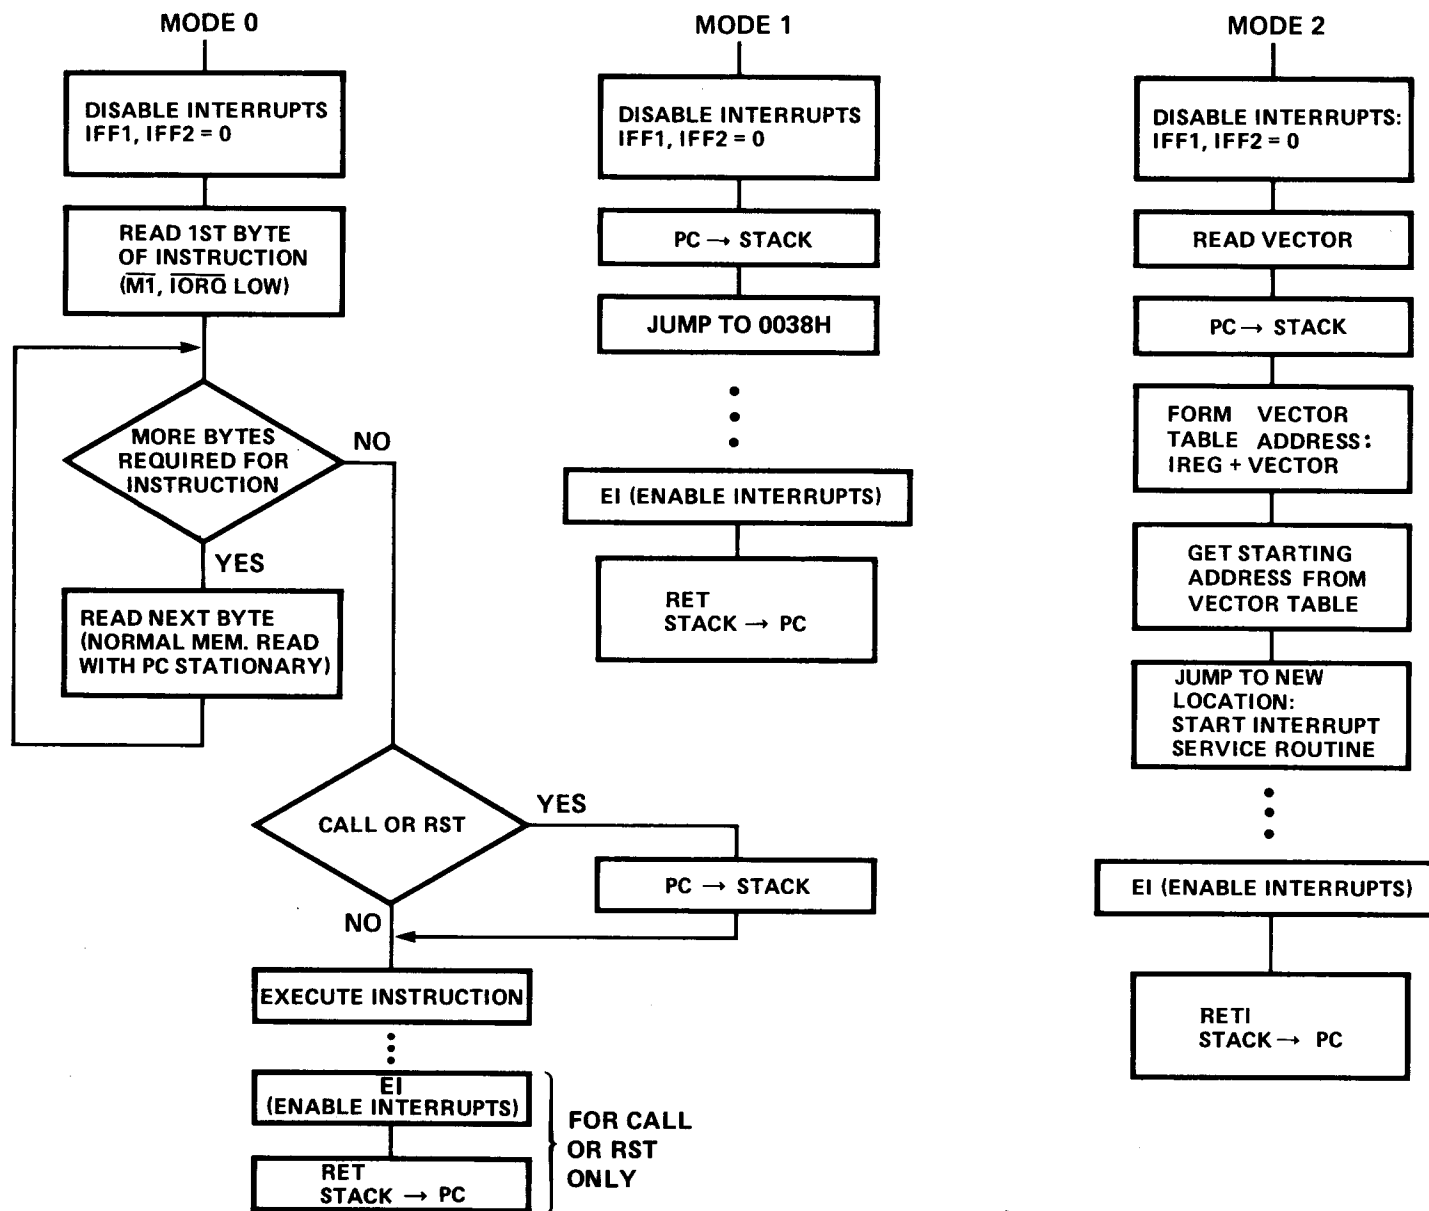 MODE 0
DISABLE INTERRUPTS
IFF1, IFF2 = 0
READ 1ST BYTE
OF INSTRUCTION
(M̅1̅, I̅O̅R̅Q̅ LOW)
MORE BYTES
REQUIRED FOR
INSTRUCTION
NO
YES
READ NEXT BYTE
(NORMAL MEM. READ
WITH PC STATIONARY)
CALL OR RST
YES
PC → STACK
NO
EXECUTE INSTRUCTION
EI
(ENABLE INTERRUPTS)
RET
STACK → PC
FOR CALL
OR RST
ONLY
MODE 1
DISABLE INTERRUPTS
IFF1, IFF2 = 0
PC → STACK
JUMP TO 0038H
EI (ENABLE INTERRUPTS)
RET
STACK → PC
MODE 2
DISABLE INTERRUPTS:
IFF1, IFF2 = 0
READ VECTOR
PC → STACK
FORM VECTOR
TABLE ADDRESS:
IREG + VECTOR
GET STARTING
ADDRESS FROM
VECTOR TABLE
JUMP TO NEW
LOCATION:
START INTERRUPT
SERVICE ROUTINE
EI (ENABLE INTERRUPTS)
RETI
STACK → PC